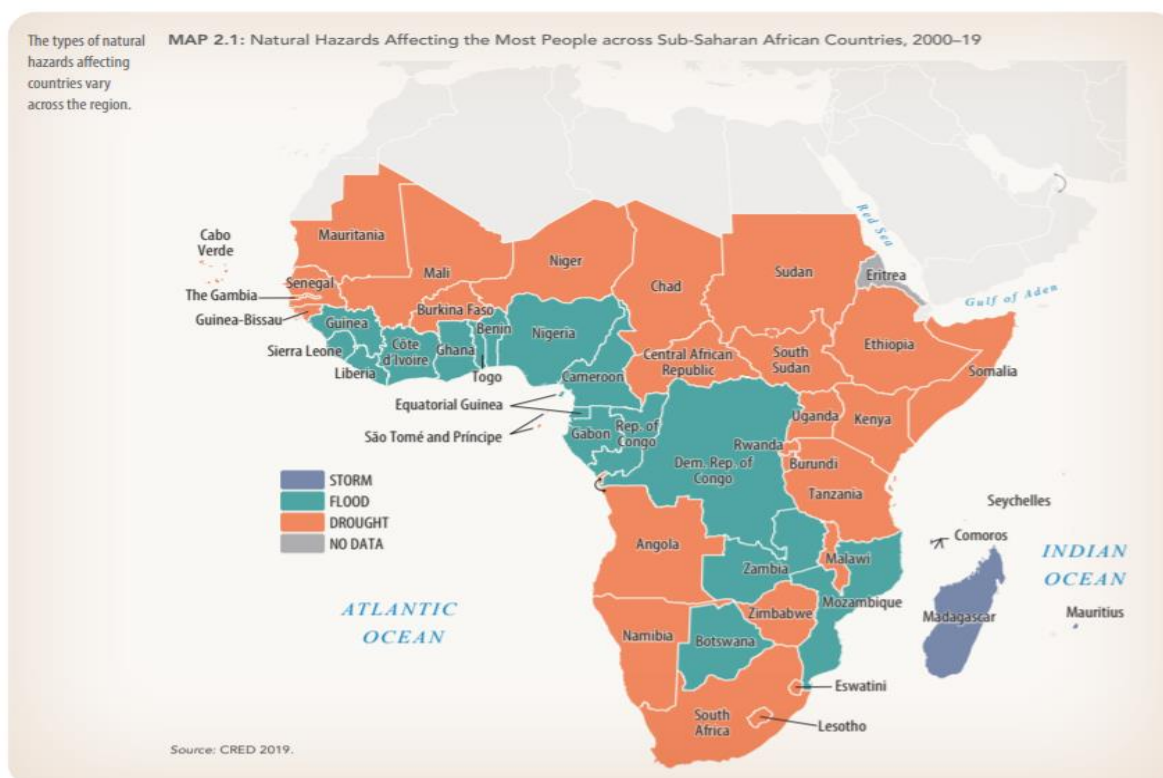 The types of natural
hazards affecting
countries vary
across the region.
MAP 2.1: Natural Hazards Affecting the Most People across Sub-Saharan African Countries, 2000–19
Red Sea
Gulf of Aden
Cabo
Verde
Mauritania
Mali
Niger
Chad
Sudan
Eritrea
Senegal
The Gambia
Guinea-Bissau
Burkina Faso
Guinea
Sierra Leone
Liberia
Côte
d'Ivoire
Ghana
Benin
Togo
Nigeria
Cameroon
Central African
Republic
South
Sudan
Ethiopia
Somalia
Equatorial Guinea
São Tomé and Príncipe
Gabon
Rep. of
Congo
Dem. Rep. of
Congo
Uganda
Kenya
Rwanda
Burundi
Tanzania
STORM
FLOOD
DROUGHT
NO DATA
Seychelles
Comoros
INDIAN
OCEAN
Angola
Zambia
Malawi
Mozambique
Madagascar
Mauritius
Zimbabwe
ATLANTIC
OCEAN
Namibia
Botswana
Eswatini
South
Africa
Lesotho
Source: CRED 2019.